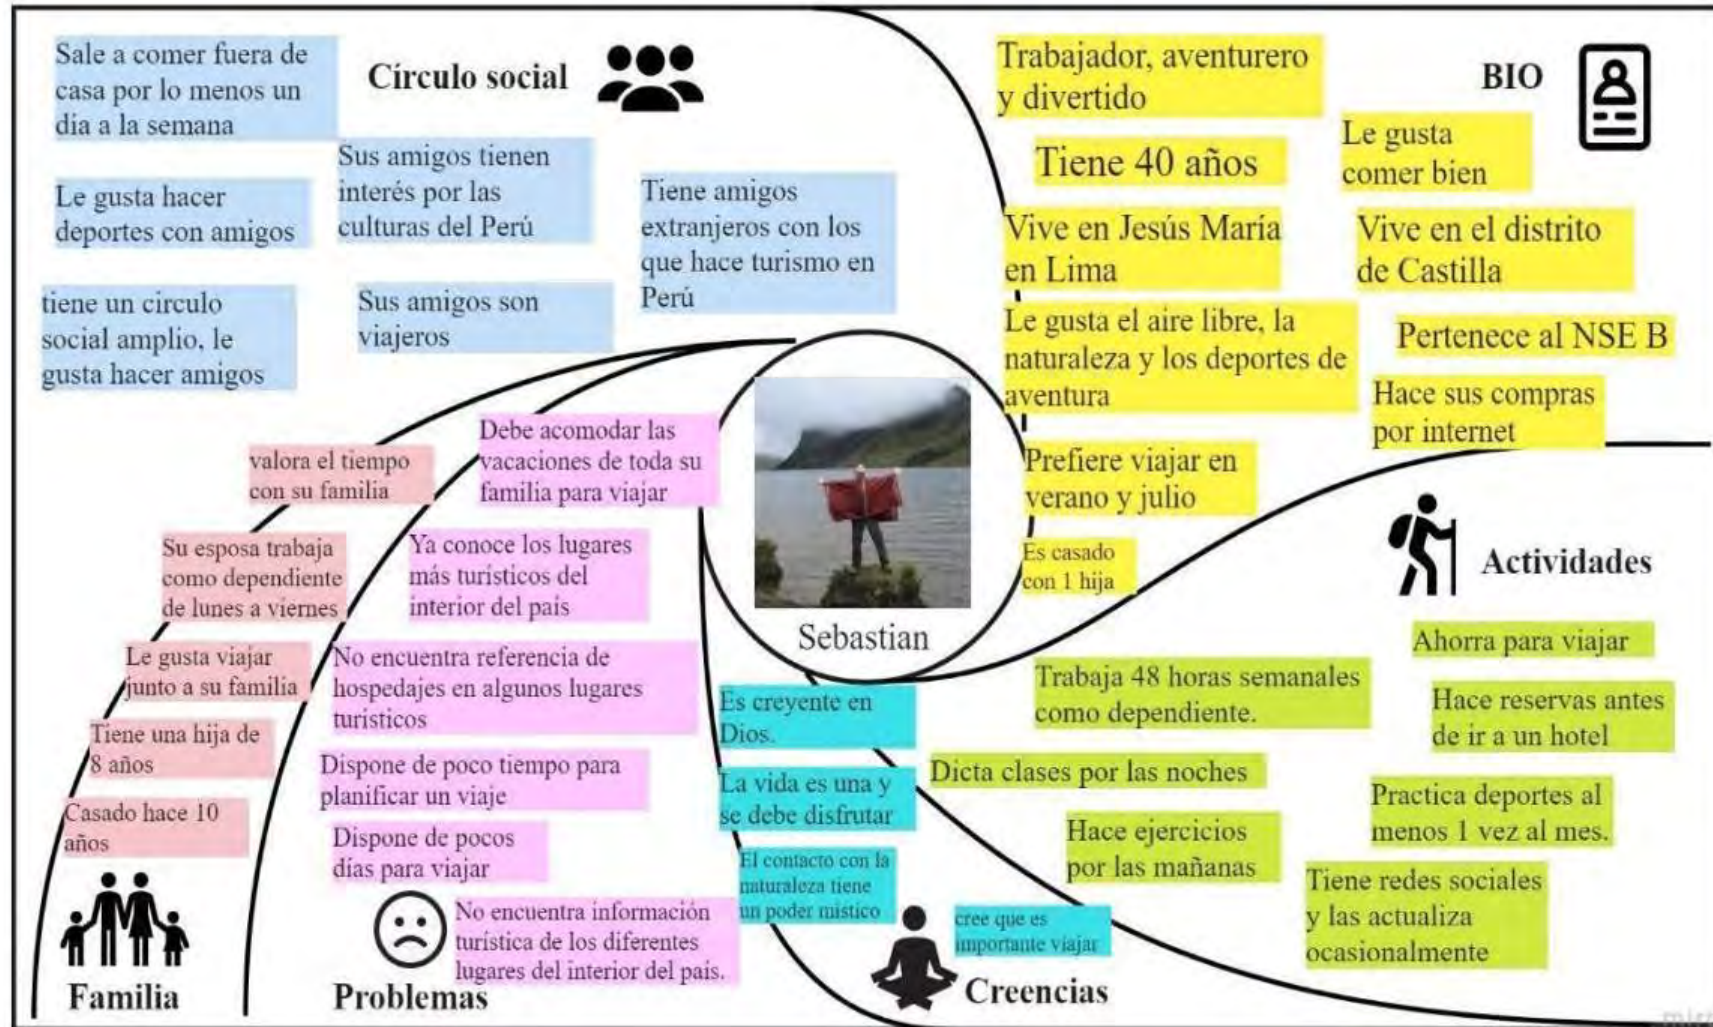 Círculo social
Sale a comer fuera de
casa por lo menos un
día a la semana
Sus amigos tienen
interés por las
culturas del Perú
Tiene amigos
extranjeros con los
que hace turismo en
Perú
Le gusta hacer
deportes con amigos
tiene un circulo
social amplio, le
gusta hacer amigos
Sus amigos son
viajeros
BIO
Trabajador, aventurero
y divertido
Tiene 40 años
Le gusta
comer bien
Vive en Jesús María
en Lima
Vive en el distrito
de Castilla
Le gusta el aire libre, la
naturaleza y los deportes de
aventura
Pertenece al NSE B
Hace sus compras
por internet
Prefiere viajar en
verano y julio
Es casado
con 1 hija
Sebastian
valora el tiempo
con su familia
Su esposa trabaja
como dependiente
de lunes a viernes
Le gusta viajar
junto a su familia
Tiene una hija de
8 años
Casado hace 10
años
Familia
Debe acomodar las
vacaciones de toda su
familia para viajar
Ya conoce los lugares
más turísticos del
interior del país
No encuentra referencia de
hospedajes en algunos lugares
turísticos
Dispone de poco tiempo para
planificar un viaje
Dispone de pocos
días para viajar
No encuentra información
turística de los diferentes
lugares del interior del país.
Problemas
Es creyente en
Dios.
La vida es una y
se debe disfrutar
El contacto con la
naturaleza tiene
un poder místico
cree que es
importante viajar
Creencias
Actividades
Ahorra para viajar
Trabaja 48 horas semanales
como dependiente.
Hace reservas antes
de ir a un hotel
Dicta clases por las noches
Practica deportes al
menos 1 vez al mes.
Hace ejercicios
por las mañanas
Tiene redes sociales
y las actualiza
ocasionalmente